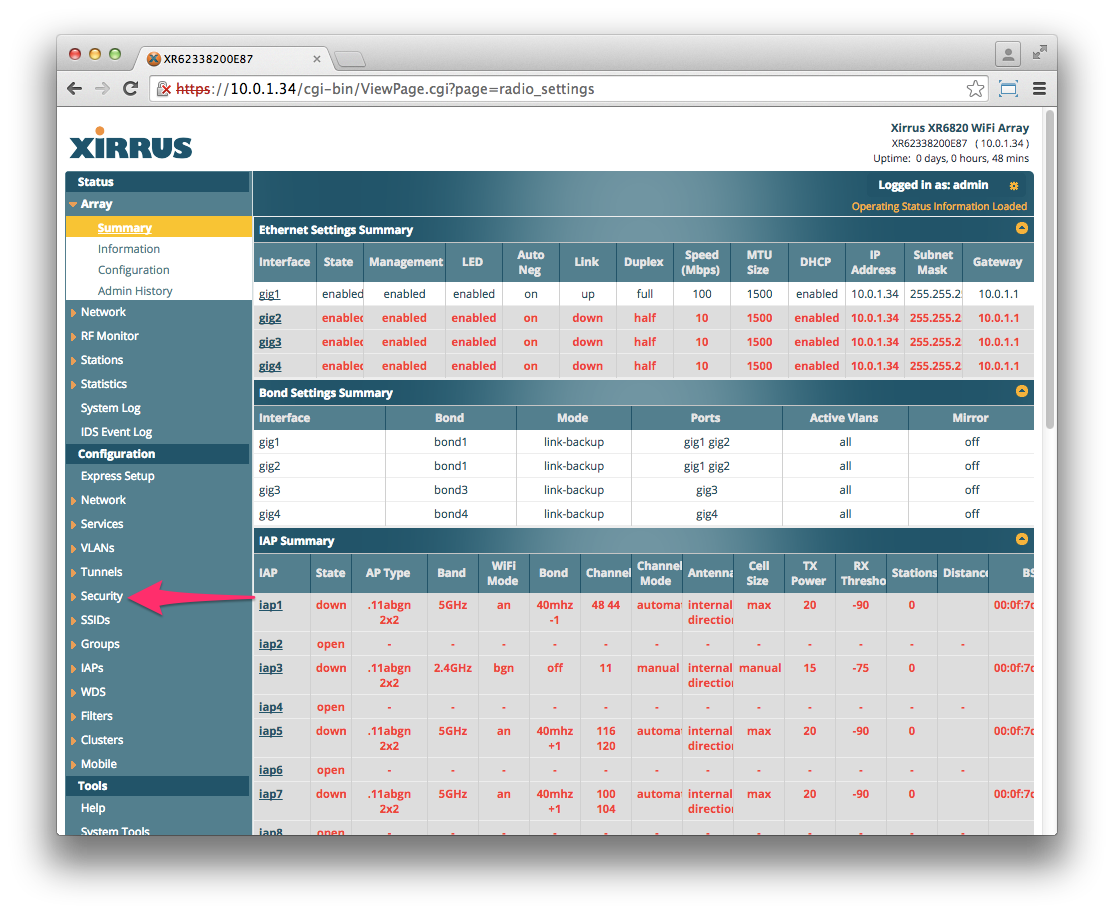 XR62338200E87
https://10.0.1.34/cgi-bin/ViewPage.cgi?page=radio_settings
XIRRUS
Xirrus XR6820 WiFi Array
XR62338200E87 ( 10.0.1.34 )
Uptime: 0 days, 0 hours, 48 mins
Status
Array
Summary
Information
Configuration
Admin History
Network
RF Monitor
Stations
Statistics
System Log
IDS Event Log
Configuration
Express Setup
Network
Services
VLANs
Tunnels
Security
SSIDs
Groups
IAPs
WDS
Filters
Clusters
Mobile
Tools
Help
System Tools
Logged in as: admin
Operating Status Information Loaded
Ethernet Settings Summary
Interface State Management LED Auto Neg Link Duplex Speed (Mbps) MTU Size DHCP IP Address Subnet Mask Gateway
gig1 enabled enabled enabled on up full 100 1500 enabled 10.0.1.34 255.255.2 10.0.1.1
gig2 enabled enabled enabled on down half 10 1500 enabled 10.0.1.34 255.255.2 10.0.1.1
gig3 enabled enabled enabled on down half 10 1500 enabled 10.0.1.34 255.255.2 10.0.1.1
gig4 enabled enabled enabled on down half 10 1500 enabled 10.0.1.34 255.255.2 10.0.1.1
Bond Settings Summary
Interface Bond Mode Ports Active Vlans Mirror
gig1 bond1 link-backup gig1 gig2 all off
gig2 bond1 link-backup gig1 gig2 all off
gig3 bond3 link-backup gig3 all off
gig4 bond4 link-backup gig4 all off
IAP Summary
IAP State AP Type Band WiFi Mode Bond Channel Channel Mode Antenna Cell Size TX Power RX Thresho Stations Distance BS
iap1 down .11abgn 2x2 5GHz an 40mhz -1 48 44 automa internal direction max 20 -90 0 00:0f:7d
iap2 open - - - - - - - - - - - -
iap3 down .11abgn 2x2 2.4GHz bgn off 11 manual internal direction manual 15 -75 0 00:0f:7d
iap4 open - - - - - - - - - - - -
iap5 down .11abgn 2x2 5GHz an 40mhz +1 116 120 automa internal direction max 20 -90 0 00:0f:7d
iap6 open - - - - - - - - - - - -
iap7 down .11abgn 2x2 5GHz an 40mhz +1 100 104 automa internal direction max 20 -90 0 00:0f:7d
iap8 open - - - - - - - - - - - -